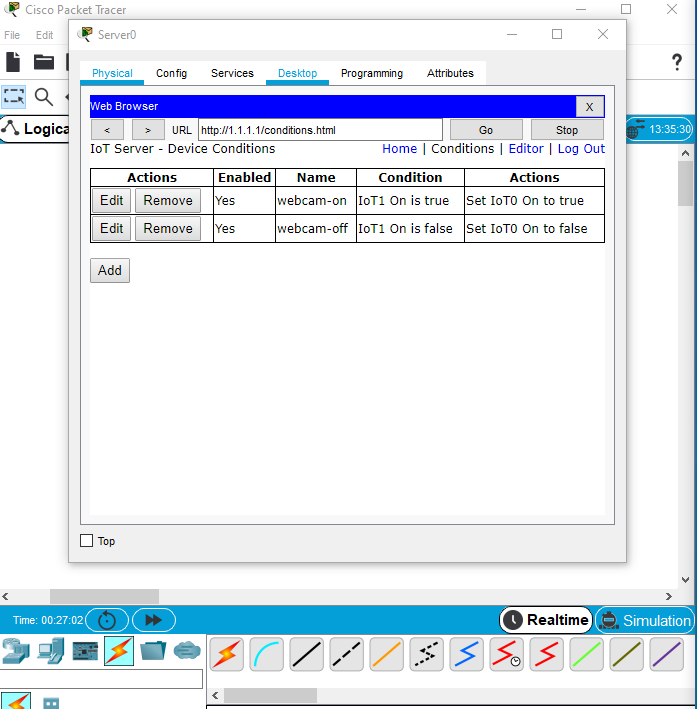 Cisco Packet Tracer
File Edit
Server0
?
Physical Config Services Desktop Programming Attributes
Web Browser X
< > URL http://1.1.1.1/conditions.html Go Stop
Logica
13:35:30
IoT Server - Device Conditions Home | Conditions | Editor | Log Out
Actions Enabled Name Condition Actions
Edit Remove Yes webcam-on IoT1 On is true Set IoT0 On to true
Edit Remove Yes webcam-off IoT1 On is false Set IoT0 On to false
Add
Top
Time: 00:27:02 Realtime Simulation